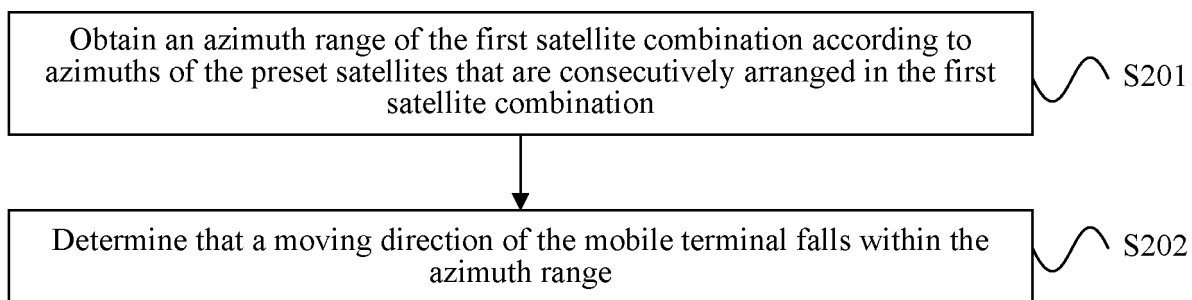 Obtain an azimuth range of the first satellite combination according to
azimuths of the preset satellites that are consecutively arranged in the first
satellite combination
S201
Determine that a moving direction of the mobile terminal falls within the
azimuth range
S202